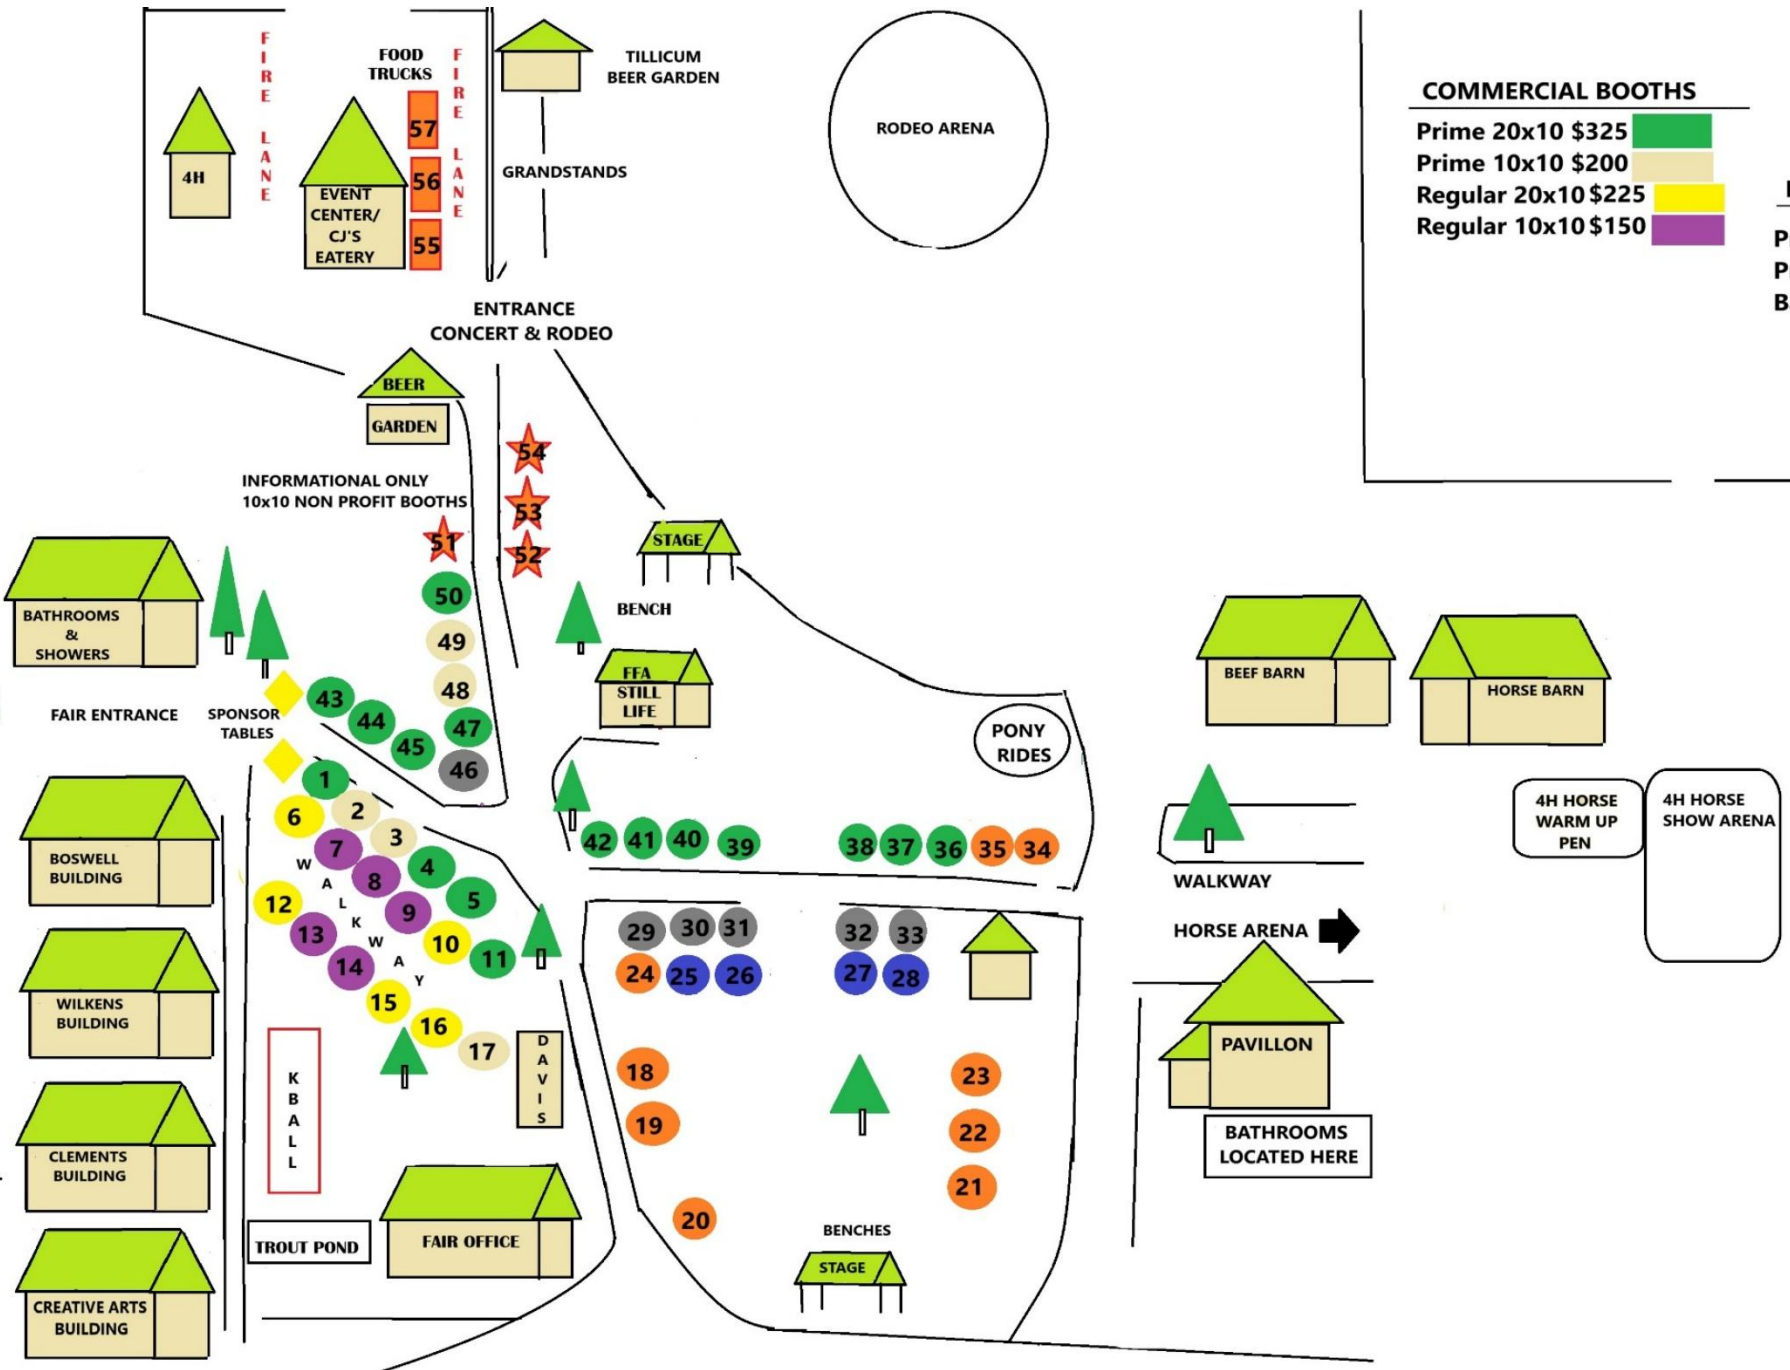 FIRE LANE
FOOD
TRUCKS
FIRE LANE
57
56
55
4H
EVENT
CENTER/
CJ'S
EATERY
TILLICUM
BEER GARDEN
GRANDSTANDS
RODEO ARENA
COMMERCIAL BOOTHS
Prime 20x10 $325
Prime 10x10 $200
Regular 20x10 $225
Regular 10x10 $150
ENTRANCE
CONCERT & RODEO
BEER
GARDEN
INFORMATIONAL ONLY
10x10 NON PROFIT BOOTHS
54
53
52
51
50
49
48
47
46
STAGE
BENCH
FFA
STILL
LIFE
BATHROOMS
&
SHOWERS
FAIR ENTRANCE
SPONSOR
TABLES
43
44
45
PONY
RIDES
BEEF BARN
HORSE BARN
4H HORSE
WARM UP
PEN
4H HORSE
SHOW ARENA
1
2
3
4
5
6
7
8
9
10
11
WALKWAY
12
13
14
15
16
17
42
41
40
39
38
37
36
35
34
29
30
31
32
33
24
25
26
27
28
WALKWAY
HORSE ARENA
PAVILLON
BATHROOMS
LOCATED HERE
BOSWELL
BUILDING
WILKENS
BUILDING
CLEMENTS
BUILDING
CREATIVE ARTS
BUILDING
KBALL
DAVIS
TROUT POND
FAIR OFFICE
18
19
20
23
22
21
BENCHES
STAGE